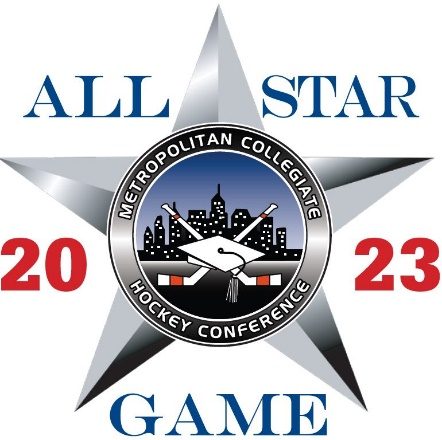 ALL STAR
METROPOLITAN COLLEGIATE
20 23
HOCKEY CONFERENCE
GAME